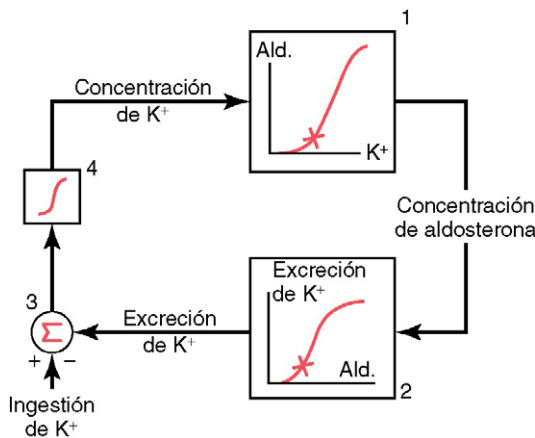 1
Ald.
K⁺
Concentración
de K⁺
4
Concentración
de aldosterona
Excreción
de K⁺
Ald.
2
3
Σ
+ −
Excreción
de K⁺
Ingestión
de K⁺